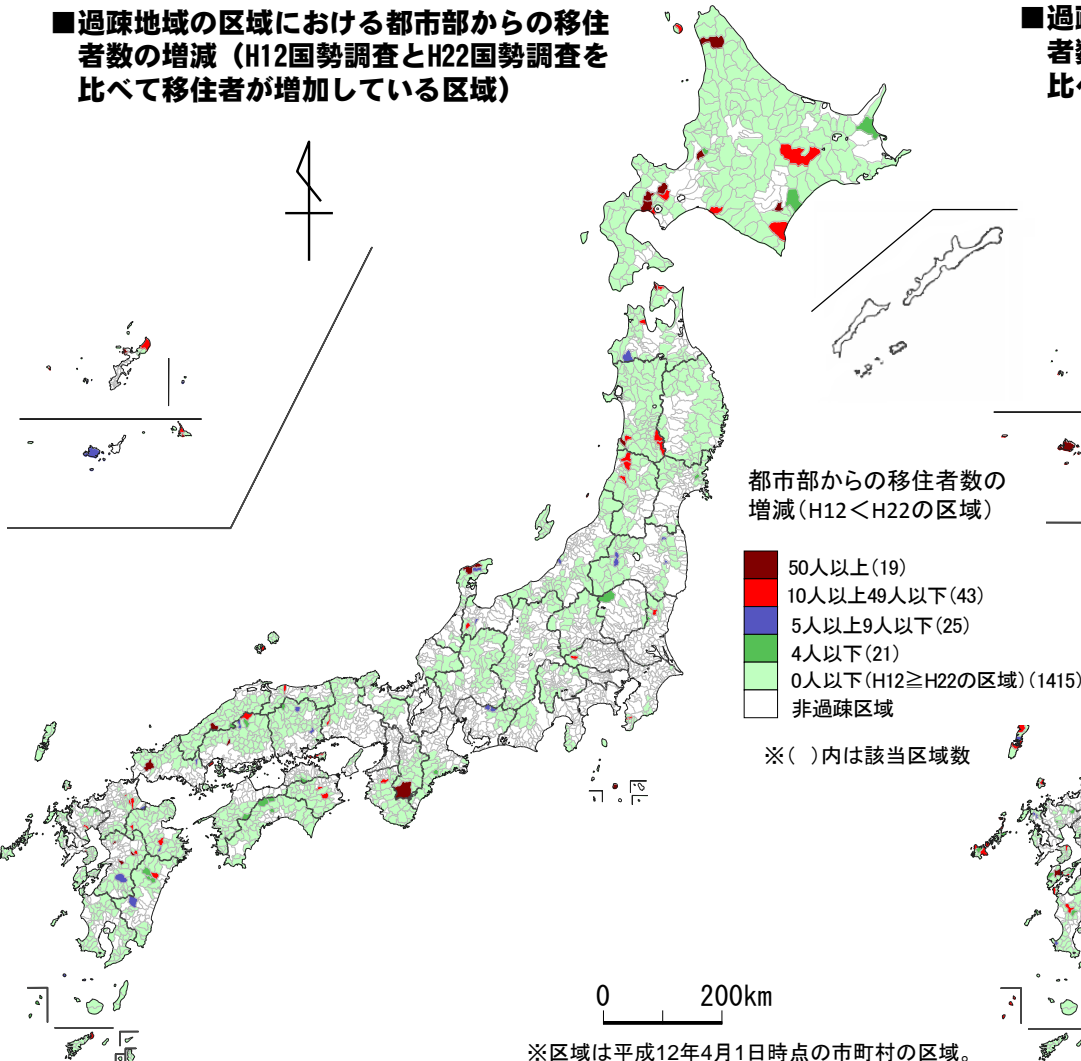 ■過疎地域の区域における都市部からの移住
者数の増減（H12国勢調査とH22国勢調査を
比べて移住者が増加している区域）
■過疎
者数
比べ
都市部からの移住者数の
増減(H12＜H22の区域)
50人以上(19)
10人以上49人以下(43)
5人以上9人以下(25)
4人以下(21)
0人以下(H12≧H22の区域)(1415)
非過疎区域
※( )内は該当区域数
0 200km
※区域は平成12年4月1日時点の市町村の区域。